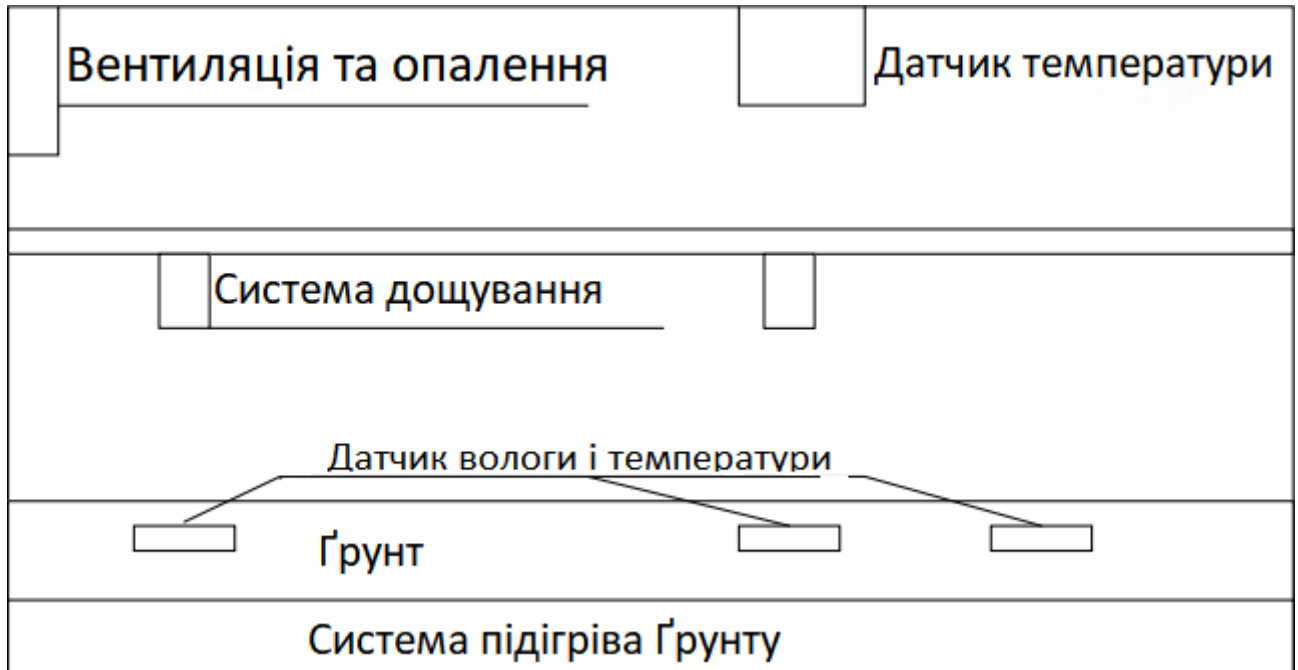 Вентиляція та опалення
Датчик температури
Система дощування
Датчик вологи і температури
Ґрунт
Система підігріва Ґрунту